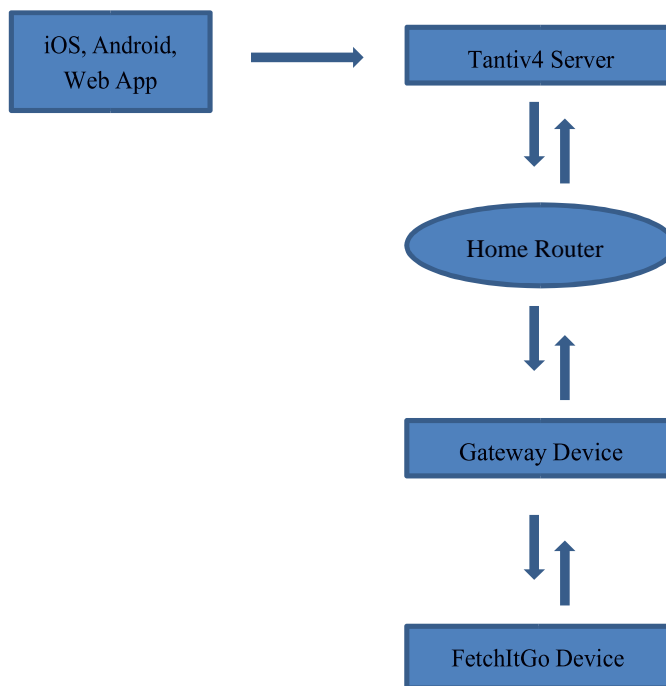 iOS, Android,
Web App
Tantiv4 Server
Home Router
Gateway Device
FetchItGo Device